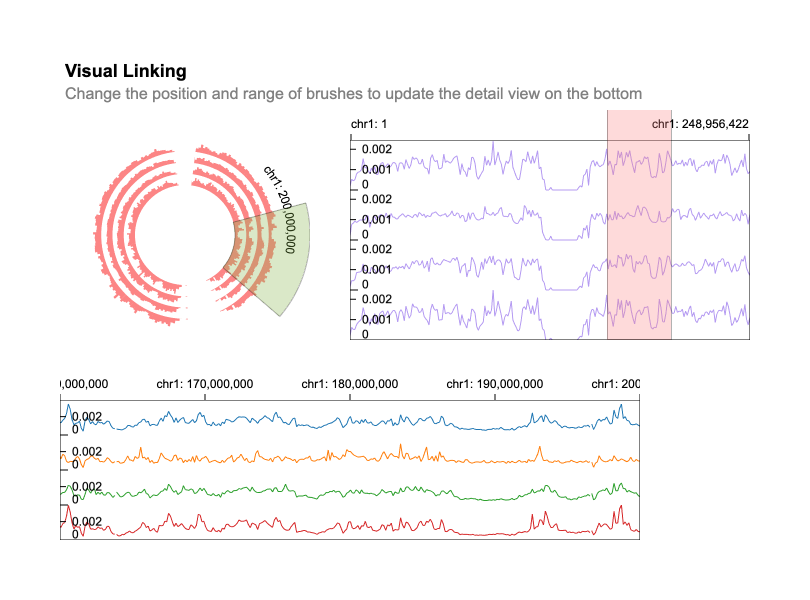 Visual Linking
Change the position and range of brushes to update the detail view on the bottom
chr1: 200,000,000
chr1: 1
chr1: 248,956,422
0.002
0.001
0
0.002
0.001
0
0.002
0.001
0
0.002
0.001
0
0,000,000
chr1: 170,000,000
chr1: 180,000,000
chr1: 190,000,000
chr1: 200
0.002
0
0.002
0
0.002
0
0.002
0